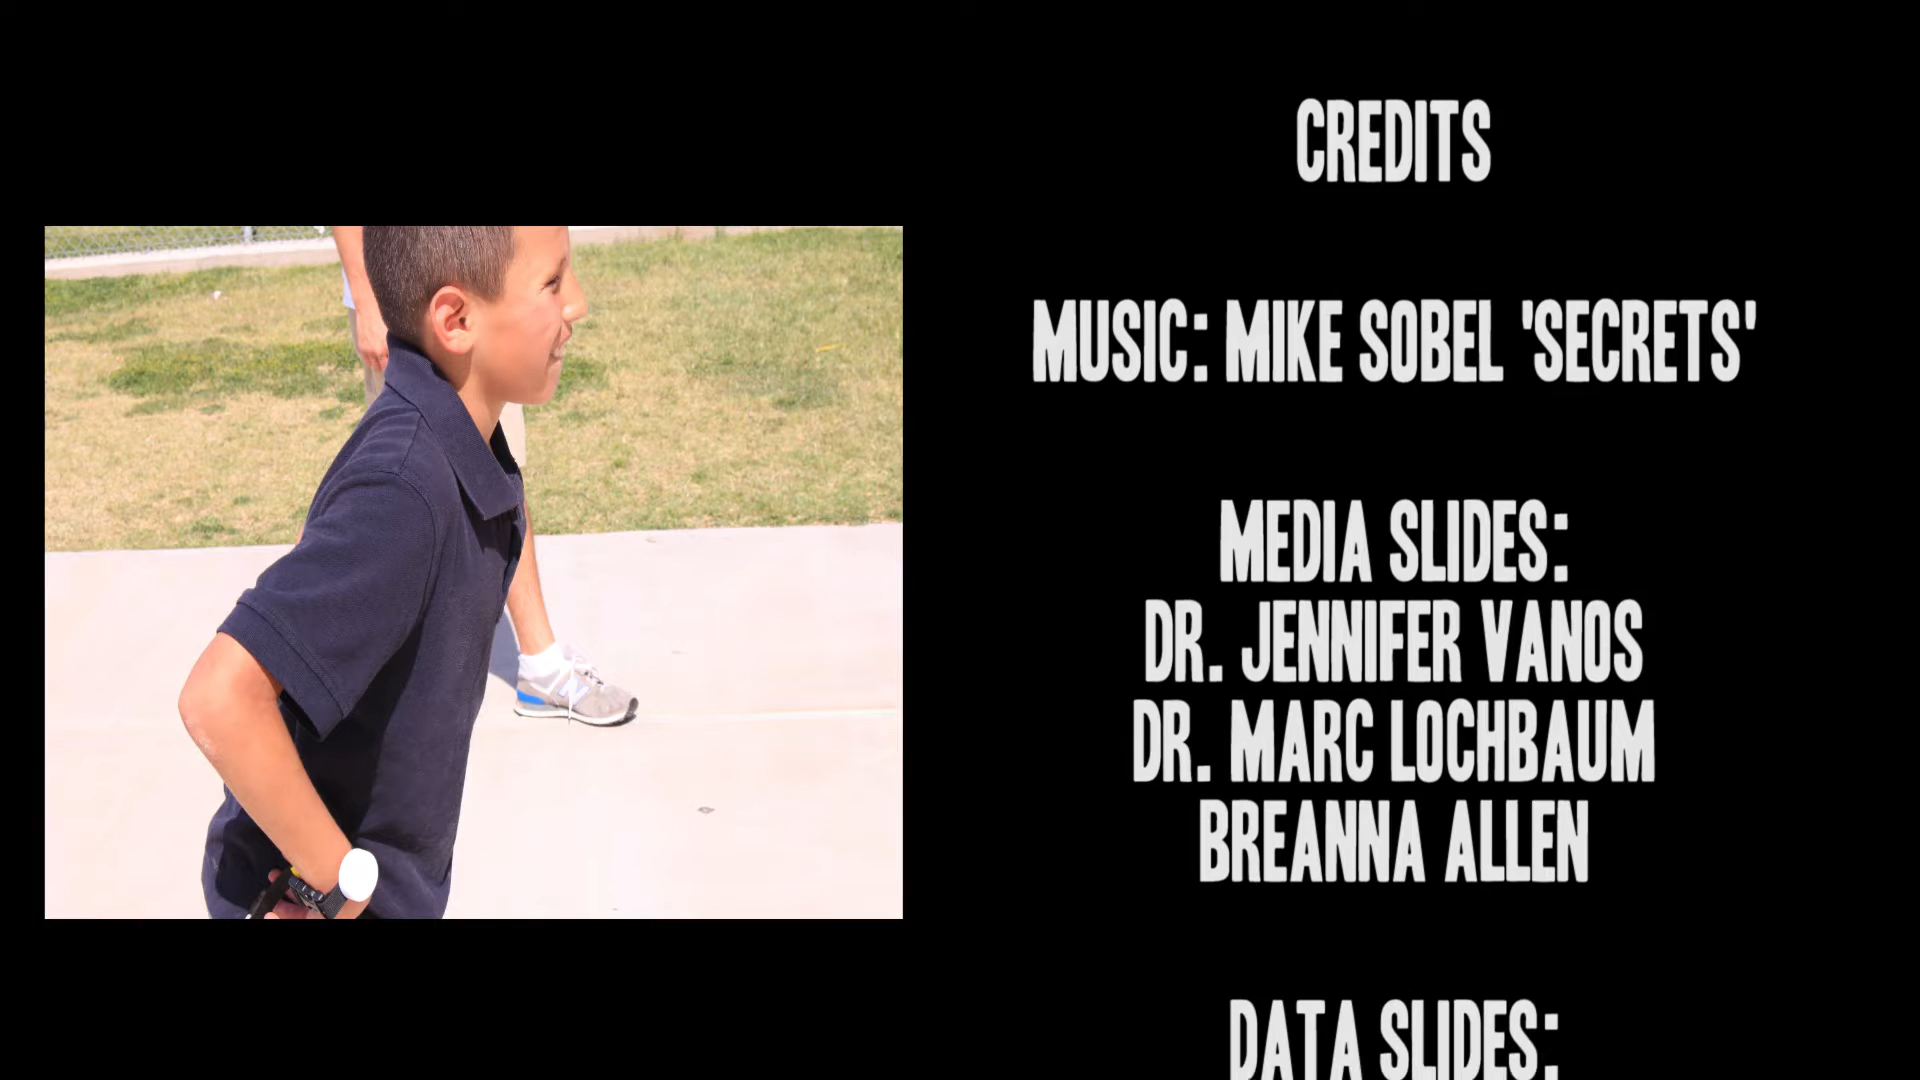 CREDITS
MUSIC: MIKE SOBEL 'SECRETS'
MEDIA SLIDES:
DR. JENNIFER VANOS
DR. MARC LOCHBAUM
BREANNA ALLEN
DATA SLIDES: